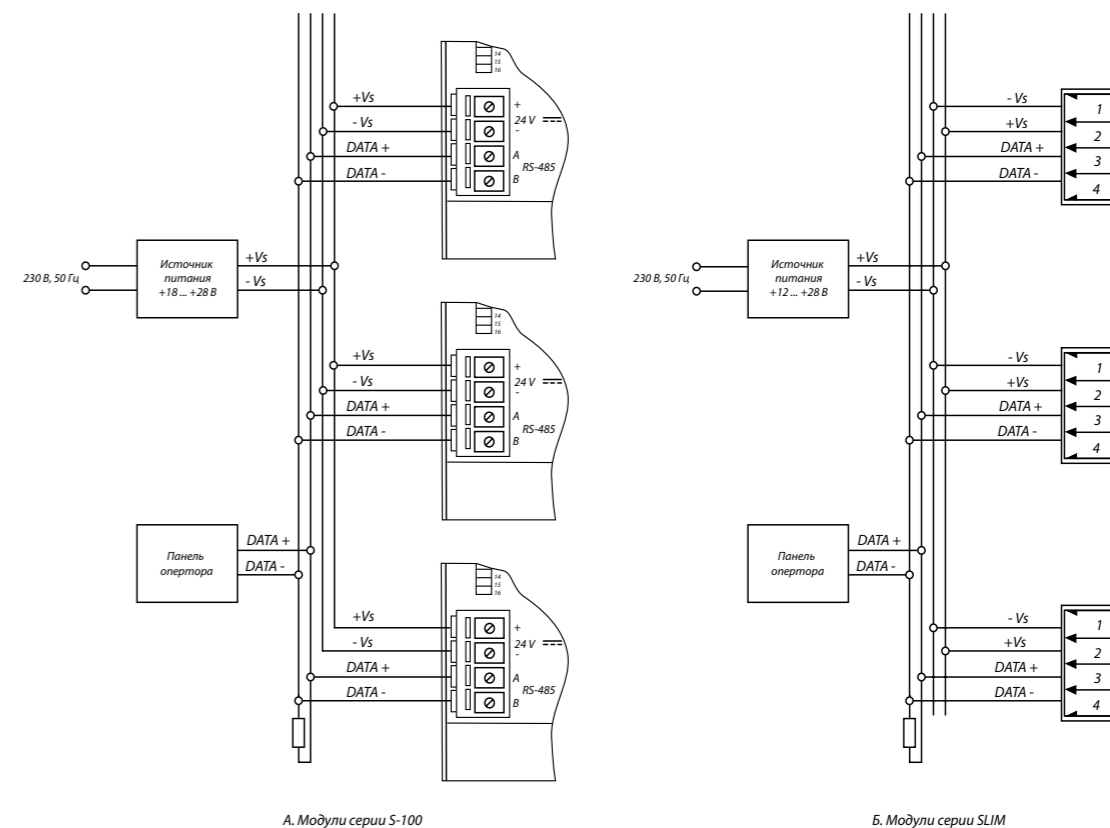 14
15
16
+Vs
- Vs
DATA +
DATA -
+
24 V
-
A
RS-485
B
230 В, 50 Гц
Источник
питания
+18 ... +28 В
+Vs
- Vs
14
15
16
+Vs
- Vs
DATA +
DATA -
+
24 V
-
A
RS-485
B
Панель
опертора
DATA +
DATA -
14
15
16
+Vs
- Vs
DATA +
DATA -
+
24 V
-
A
RS-485
B
А. Модули серии S-100
- Vs
+Vs
DATA +
DATA -
1
2
3
4
230 В, 50 Гц
Источник
питания
+12 ... +28 В
+Vs
- Vs
- Vs
+Vs
DATA +
DATA -
1
2
3
4
Панель
опертора
DATA +
DATA -
- Vs
+Vs
DATA +
DATA -
1
2
3
4
Б. Модули серии SLIM